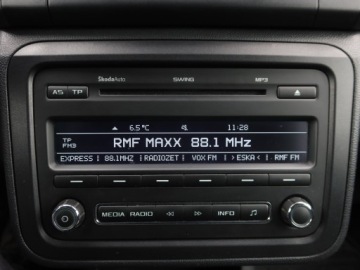 SkodaAuto SWING MP3
AS TP
6.5°C 11:28
TP RMF MAXX 88.1 MHz
FM3
EXPRESS | 88.1MHZ | RADIOZET | VOX FM | >ESKA< | RMF FM
MEDIA RADIO INFO